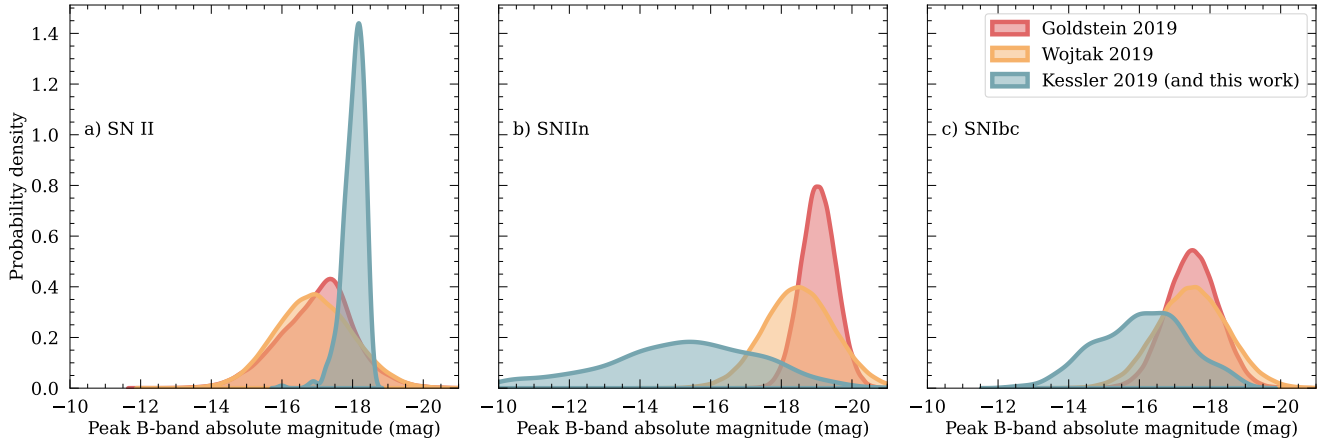 Probability density
1.4
1.2
1.0
0.8
0.6
0.4
0.2
0.0
a) SN II
−10 −12 −14 −16 −18 −20
Peak B-band absolute magnitude (mag)
b) SNIIn
−10 −12 −14 −16 −18 −20
Peak B-band absolute magnitude (mag)
Goldstein 2019
Wojtak 2019
Kessler 2019 (and this work)
c) SNIbc
−10 −12 −14 −16 −18 −20
Peak B-band absolute magnitude (mag)